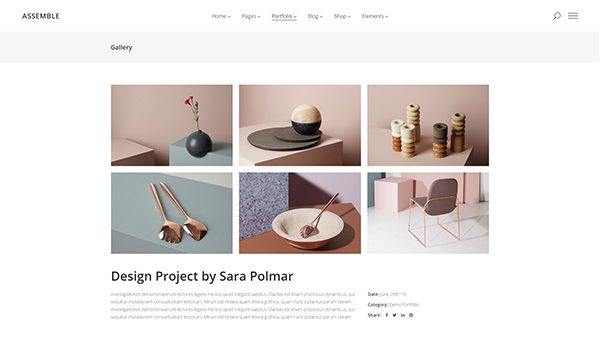 ASSEMBLE
Home Pages Portfolio Blog Shop Elements
Gallery
Design Project by Sara Polmar
Investigationes demonstraverunt lectores legere me lius quod ii legunt saepius. Claritas est etiam processus dynamicus, qui
sequitur mutationem consuetudium lectorum. Mirum est notare quam littera gothica, quam nunc putamus parum claram.
Investigationes demonstraverunt lectores legere me lius quod ii legunt saepius. Claritas est etiam processus dynamicus, qui
sequitur mutationem consuetudium lectorum. Mirum est notare quam littera gothica, quam nunc putamus parum claram.
Date: June 28th '16
Category: Demo Portfolio
Share: